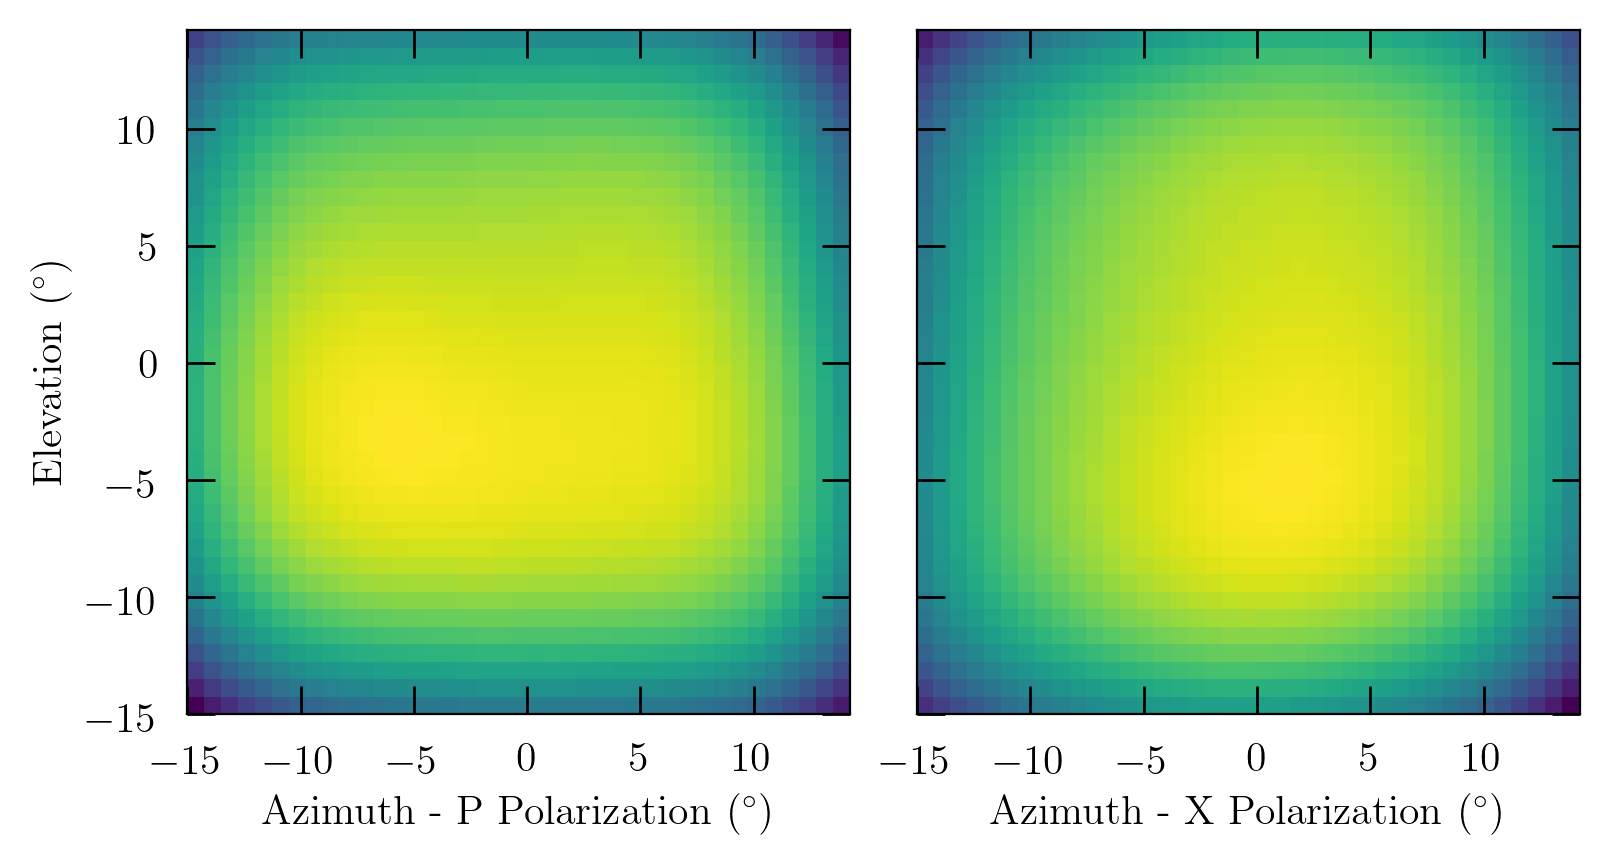 Elevation (°)
10
5
0
−5
−10
−15
−15 −10 −5 0 5 10
Azimuth - P Polarization (°)
−15 −10 −5 0 5 10
Azimuth - X Polarization (°)